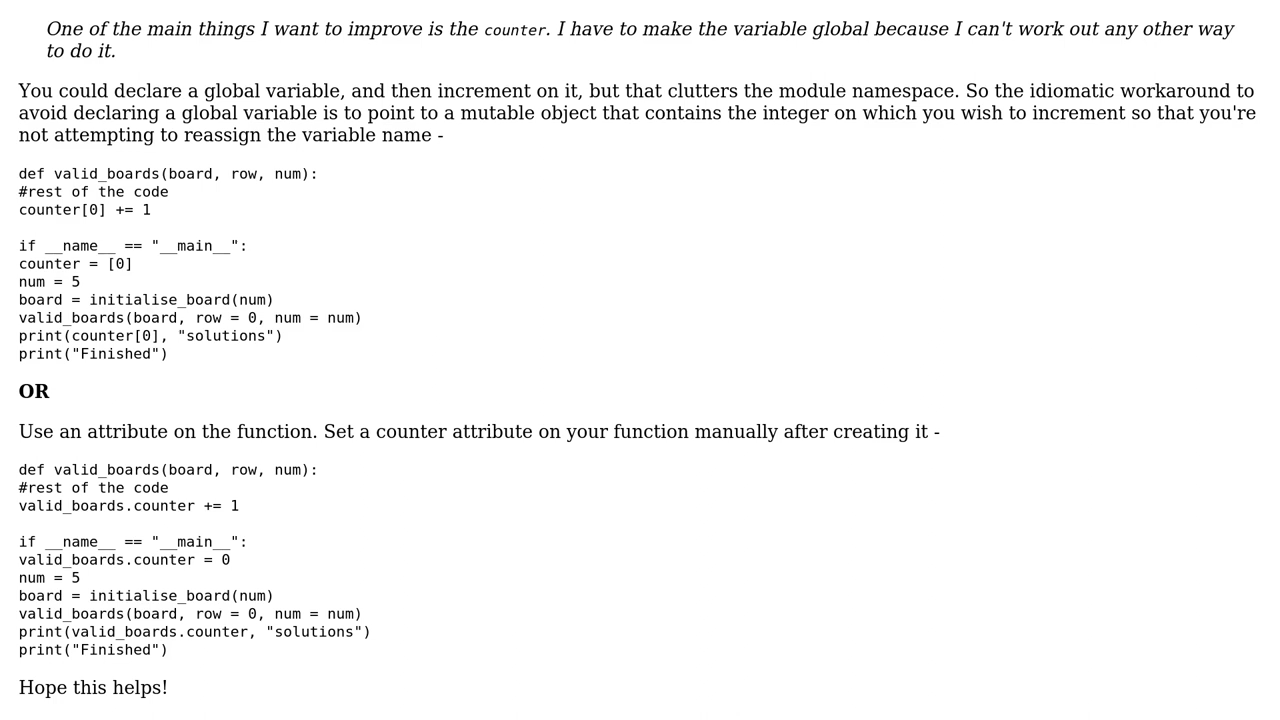 One of the main things I want to improve is the counter. I have to make the variable global because I can't work out any other way
to do it.
You could declare a global variable, and then increment on it, but that clutters the module namespace. So the idiomatic workaround to
avoid declaring a global variable is to point to a mutable object that contains the integer on which you wish to increment so that you're
not attempting to reassign the variable name -
def valid_boards(board, row, num):
#rest of the code
counter[0] += 1
if __name__ == "__main__":
counter = [0]
num = 5
board = initialise_board(num)
valid_boards(board, row = 0, num = num)
print(counter[0], "solutions")
print("Finished")
OR
Use an attribute on the function. Set a counter attribute on your function manually after creating it -
def valid_boards(board, row, num):
#rest of the code
valid_boards.counter += 1
if __name__ == "__main__":
valid_boards.counter = 0
num = 5
board = initialise_board(num)
valid_boards(board, row = 0, num = num)
print(valid_boards.counter, "solutions")
print("Finished")
Hope this helps!